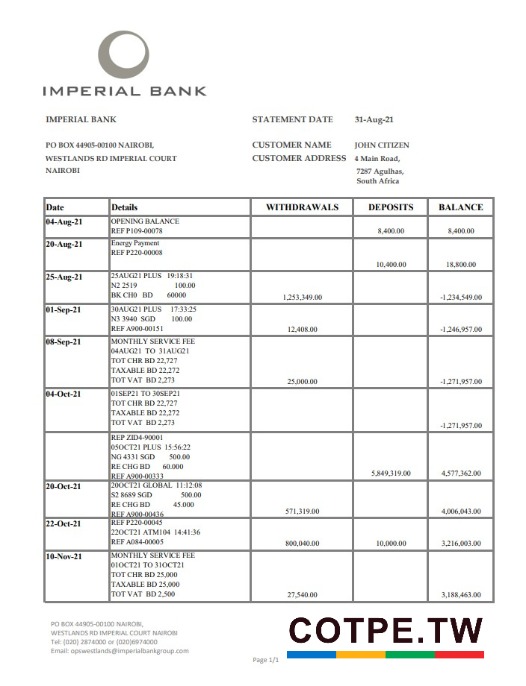 IMPERIAL BANK
IMPERIAL BANK STATEMENT DATE 31-Aug-21
PO BOX 44905-00100 NAIROBI, CUSTOMER NAME JOHN CITIZEN
WESTLANDS RD IMPERIAL COURT CUSTOMER ADDRESS 4 Main Road,
NAIROBI 7287 Agulhas,
South Africa
Date Details WITHDRAWALS DEPOSITS BALANCE
04-Aug-21 OPENING BALANCE
REF P109-00078 8,400.00 8,400.00
20-Aug-21 Energy Payment
REF P220-00008
10,400.00 18,800.00
25-Aug-21 25AUG21 PLUS 19:18:31
N2 2519 100.00
BK CH0 BD 60000 1,253,349.00 -1,234,549.00
01-Sep-21 30AUG21 PLUS 17:33:25
N3 3940 SGD 100.00
REF A900-00151 12,408.00 -1,246,957.00
08-Sep-21 MONTHLY SERVICE FEE
04AUG21 TO 31AUG21
TOT CHR BD 22,727
TAXABLE BD 22,272
TOT VAT BD 2,273 25,000.00 -1,271,957.00
04-Oct-21 01SEP21 TO 30SEP21
TOT CHR BD 22,727
TAXABLE BD 22,272
TOT VAT BD 2,273 -1,271,957.00
REP ZID4-90001
05OCT21 PLUS 15:56:22
NG 4331 SGD 500.00
RE CHG BD 60.000
REF A900-00333 5,849,319.00 4,577,362.00
20-Oct-21 20OCT21 GLOBAL 11:12:08
S2 8689 SGD 500.00
RE CHG BD 45.000
REF A900-00436 571,319.00 4,006,043.00
22-Oct-21 REF P220-00045
22OCT21 ATM104 14:41:36
REF A084-00005 800,040.00 10,000.00 3,216,003.00
10-Nov-21 MONTHLY SERVICE FEE
01OCT21 TO 31OCT21
TOT CHR BD 25,000
TAXABLE BD 25,000
TOT VAT BD 2,500 27,540.00 3,188,463.00
PO BOX 44905-00100 NAIROBI,
WESTLANDS RD IMPERIAL COURT NAIROBI
Tel: (020) 2874000 or (020)6974000
Email: opswestlands@imperialbankgroup.com
Page 1/1
COTPE.TW